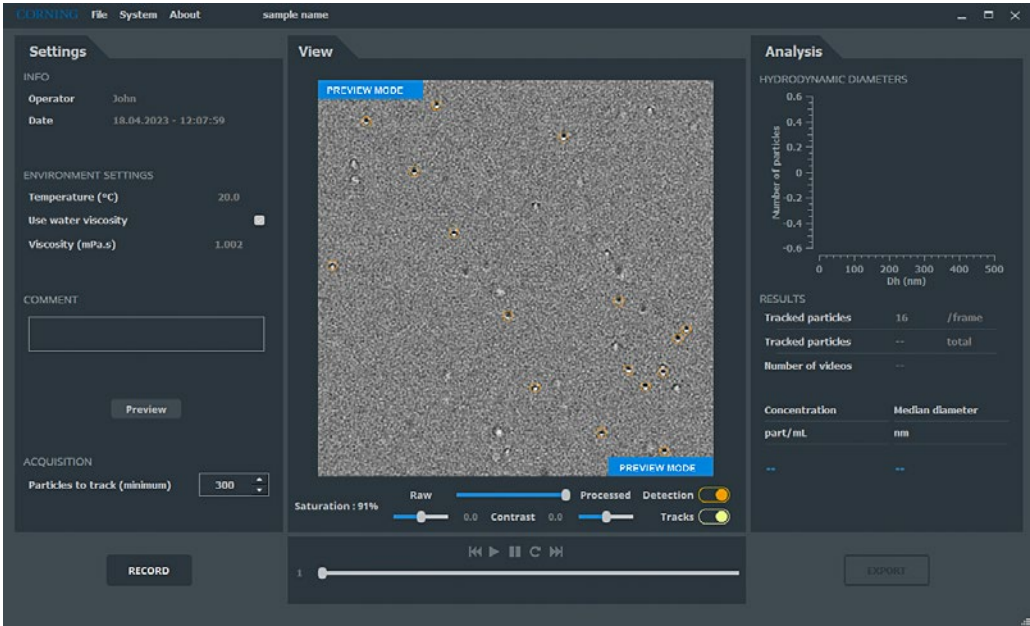 CORNING File System About sample name
Settings
INFO
Operator John
Date 18.04.2023 - 12:07:59
ENVIRONMENT SETTINGS
Temperature (°C) 20.0
Use water viscosity
Viscosity (mPa.s) 1.002
COMMENT
Preview
ACQUISITION
Particles to track (minimum) 300
RECORD
View
PREVIEW MODE
PREVIEW MODE
Raw Processed Detection
Saturation : 91% 0.0 Contrast 0.0 Tracks
1
Analysis
HYDRODYNAMIC DIAMETERS
Number of particles
0.6
0.4
0.2
0
-0.2
-0.4
-0.6
0 100 200 300 400 500
Dh (nm)
RESULTS
Tracked particles 16 /frame
Tracked particles -- total
Number of videos --
Concentration Median diameter
part/mL nm
-- --
EXPORT